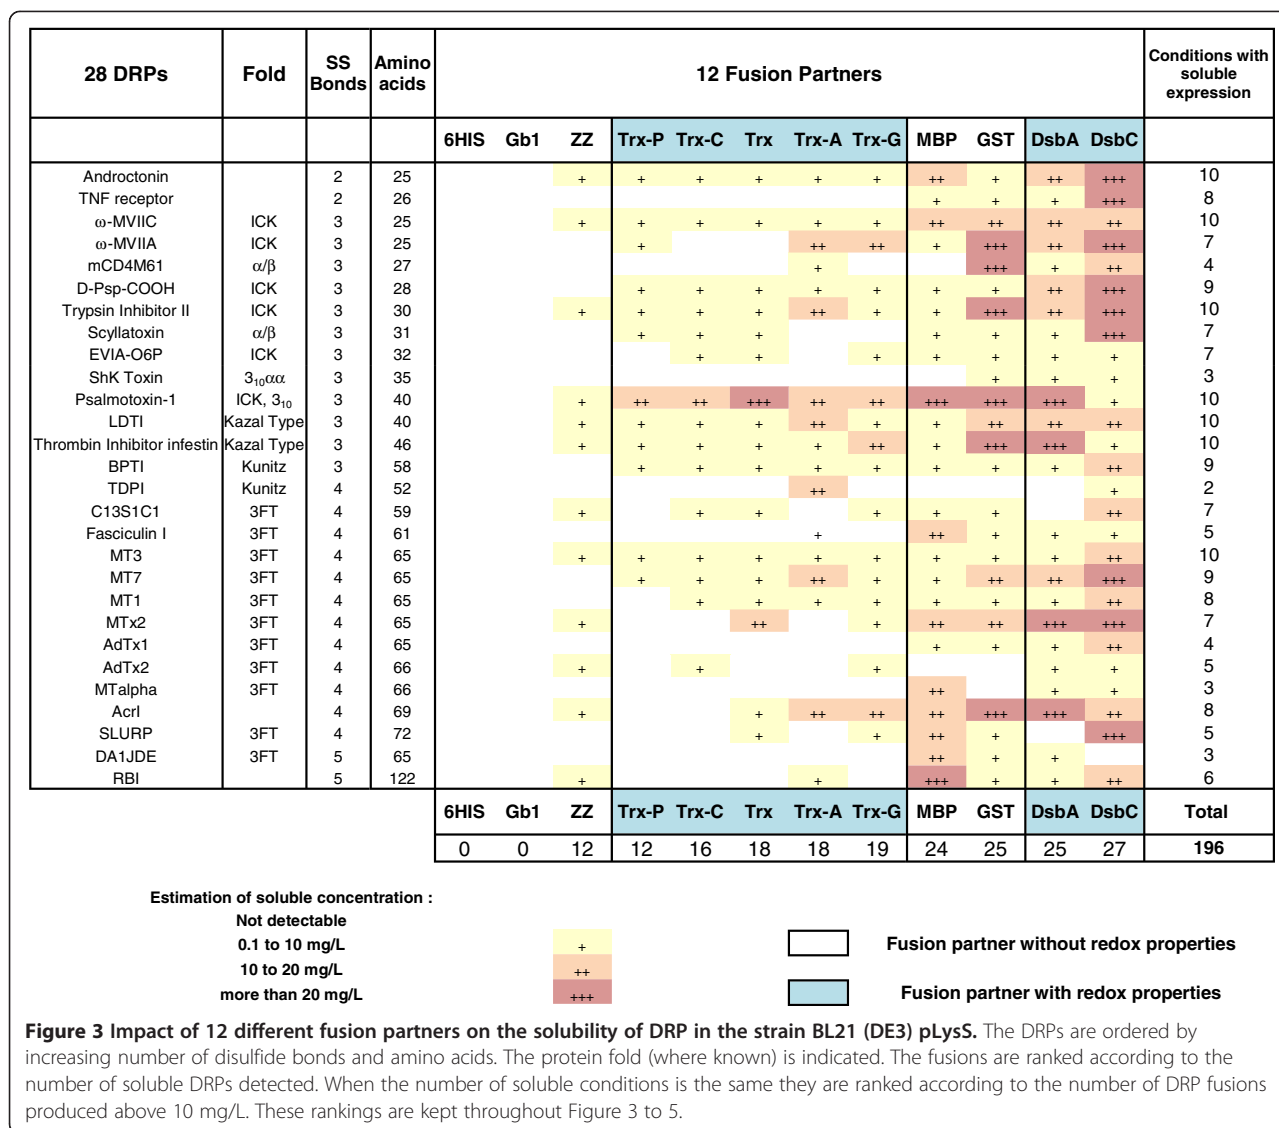 28 DRPs Fold SS Bonds Amino acids 12 Fusion Partners Conditions with soluble expression
6HIS Gb1 ZZ Trx-P Trx-C Trx Trx-A Trx-G MBP GST DsbA DsbC
Androctonin 2 25 + + + + + + ++ + ++ +++ 10
TNF receptor 2 26 + + + +++ 8
ω-MVIIC ICK 3 24 + + + + + + ++ ++ ++ ++ 10
ω-MVIIA ICK 3 25 + ++ ++ + +++ ++ +++ 7
mCD4M61 α/β 3 27 + +++ + ++ 4
D-Psp-COOH ICK 3 28 + + + + + + + ++ +++ 9
Trypsin Inhibitor II ICK 3 30 + + + + ++ + + +++ ++ +++ 10
Scyllatoxin α/β 3 31 + + + + + + +++ 7
EVIA-O6P ICK 3 32 + + + + + + + 7
ShK Toxin 3₁₀αα 3 35 + + + 3
Psalmotoxin-1 ICK, 3₁₀ 3 40 + ++ ++ +++ ++ ++ +++ +++ +++ + 10
LDTI Kazal Type 3 40 + + + + ++ + + ++ ++ ++ 10
Thrombin Inhibitor infestin Kazal Type 3 46 + + + + + ++ + +++ +++ + 10
BPTI Kunitz 3 58 + + + + + + + + ++ 9
TDPI Kunitz 4 52 ++ + 2
C13S1C1 3FT 4 59 + + + + + + ++ 7
Fasciculin I 3FT 4 61 + ++ + + + 5
MT3 3FT 4 65 + + + + + + + + + ++ 10
MT7 3FT 4 65 + + + ++ + + ++ ++ +++ 9
MT1 3FT 4 65 + + + + + + + ++ 8
MTx2 3FT 4 65 + ++ + ++ ++ +++ +++ 7
AdTx1 3FT 4 65 + + + ++ 4
AdTx2 3FT 4 66 + + + + + 5
MTalpha 3FT 4 66 ++ + + 3
AcrI 4 69 + + ++ ++ ++ +++ +++ ++ 8
SLURP 3FT 4 72 + + ++ + +++ 5
DA1JDE 3FT 5 65 ++ + + 3
RBI 5 122 + + +++ + + ++ 6
6HIS Gb1 ZZ Trx-P Trx-C Trx Trx-A Trx-G MBP GST DsbA DsbC Total
0 0 12 12 16 18 18 19 24 25 25 27 196
Estimation of soluble concentration :
Not detectable
0.1 to 10 mg/L + Fusion partner without redox properties
10 to 20 mg/L ++
more than 20 mg/L +++ Fusion partner with redox properties
Figure 3 Impact of 12 different fusion partners on the solubility of DRP in the strain BL21 (DE3) pLysS. The DRPs are ordered by
increasing number of disulfide bonds and amino acids. The protein fold (where known) is indicated. The fusions are ranked according to the
number of soluble DRPs detected. When the number of soluble conditions is the same they are ranked according to the number of DRP fusions
produced above 10 mg/L. These rankings are kept throughout Figure 3 to 5.